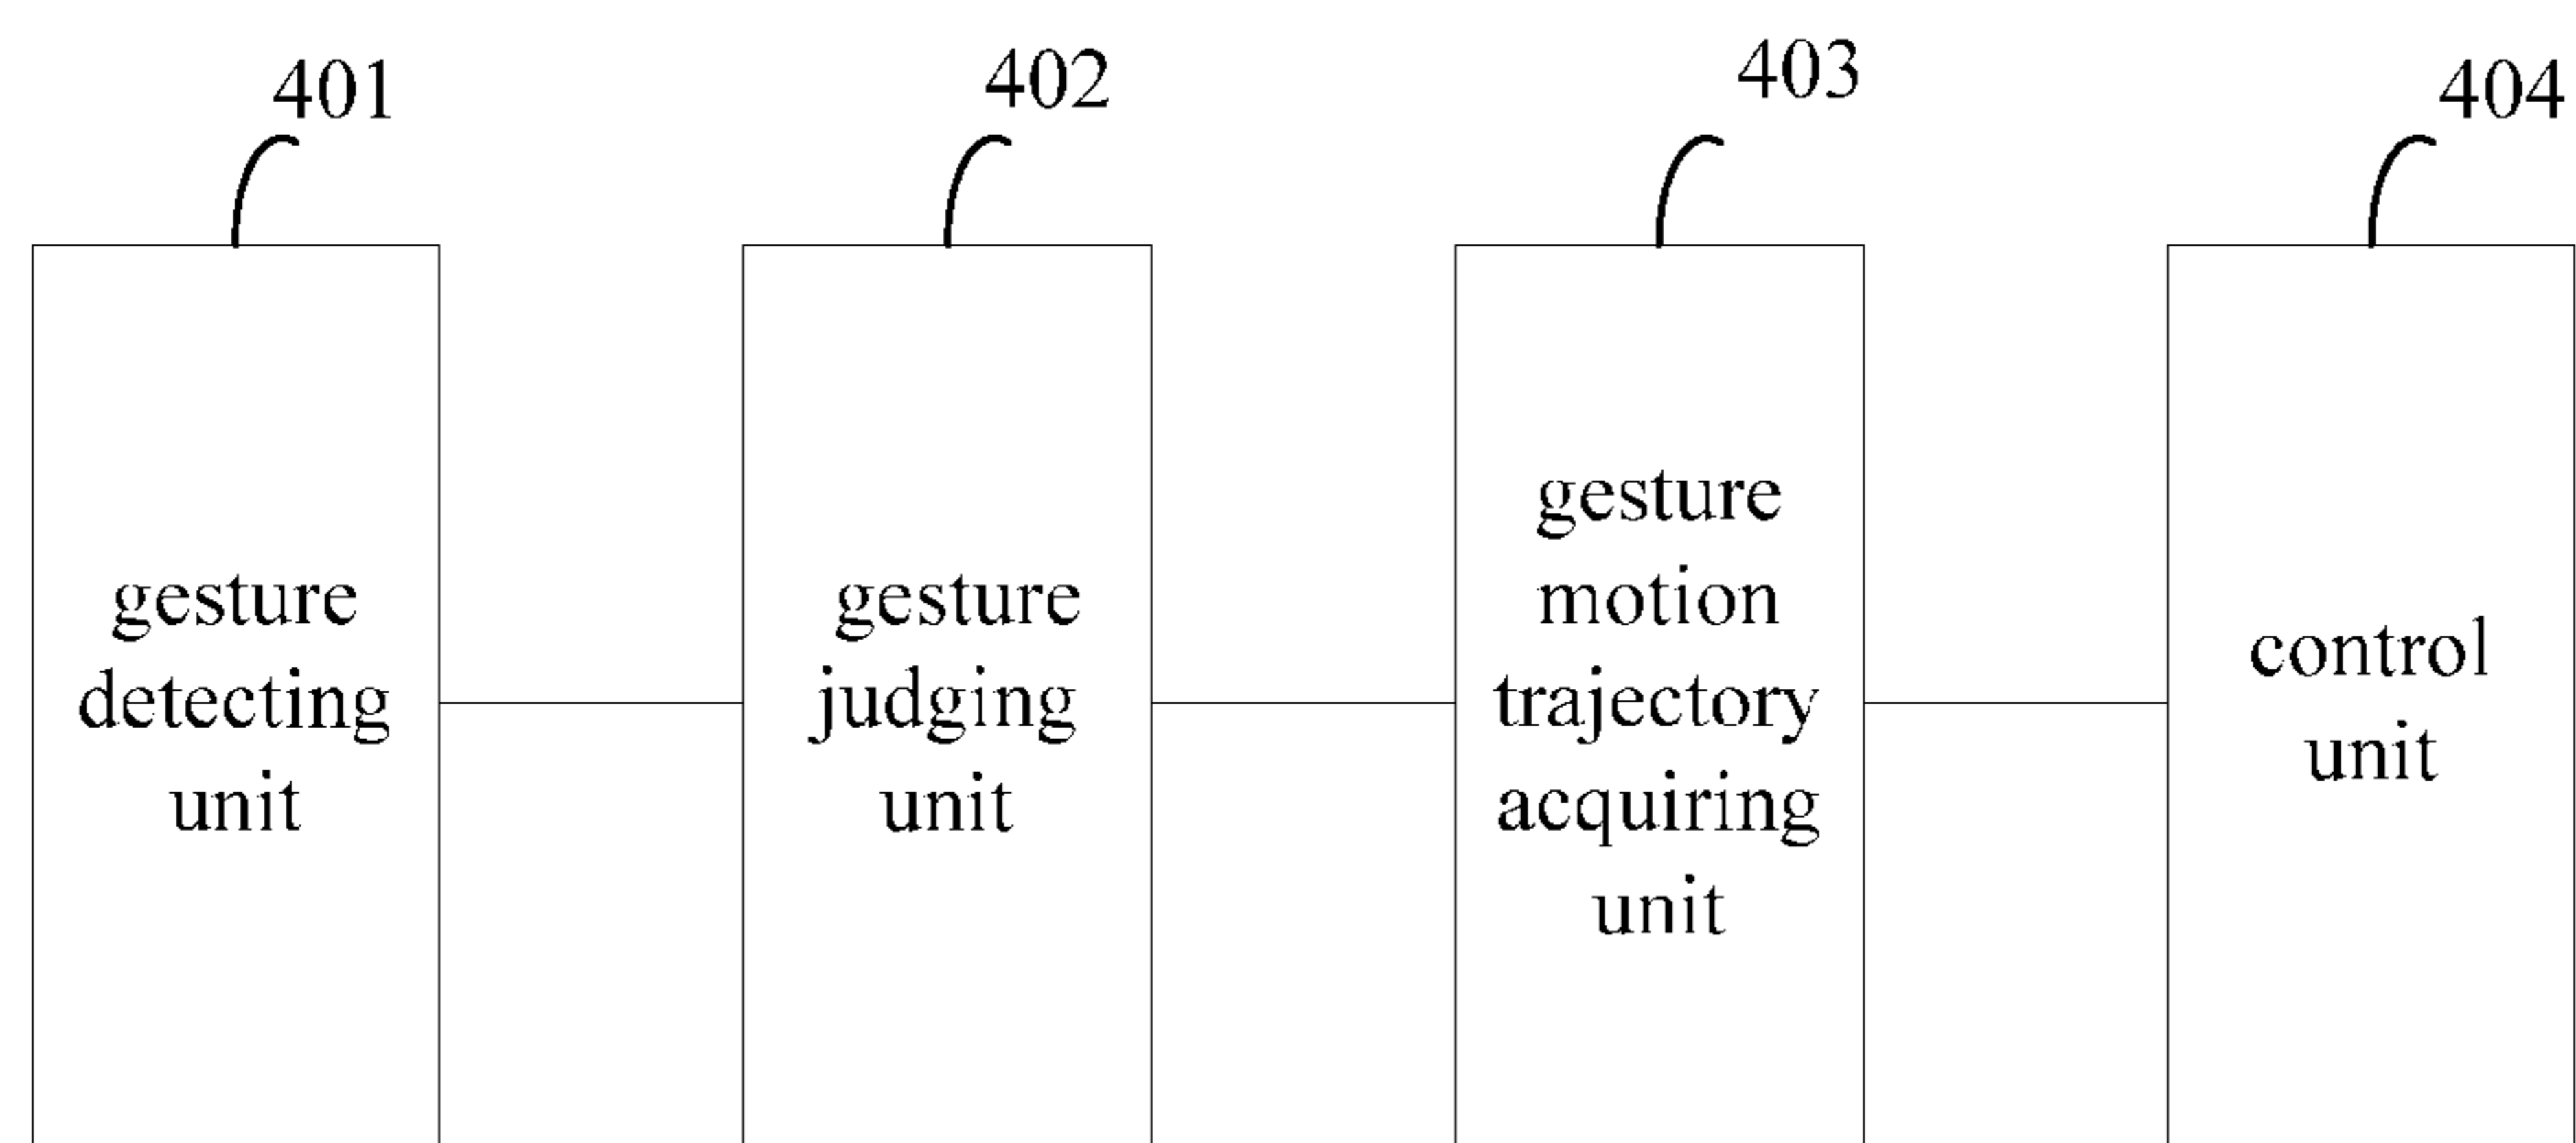 401
402
403
404
gesture
detecting
unit
gesture
judging
unit
gesture
motion
trajectory
acquiring
unit
control
unit